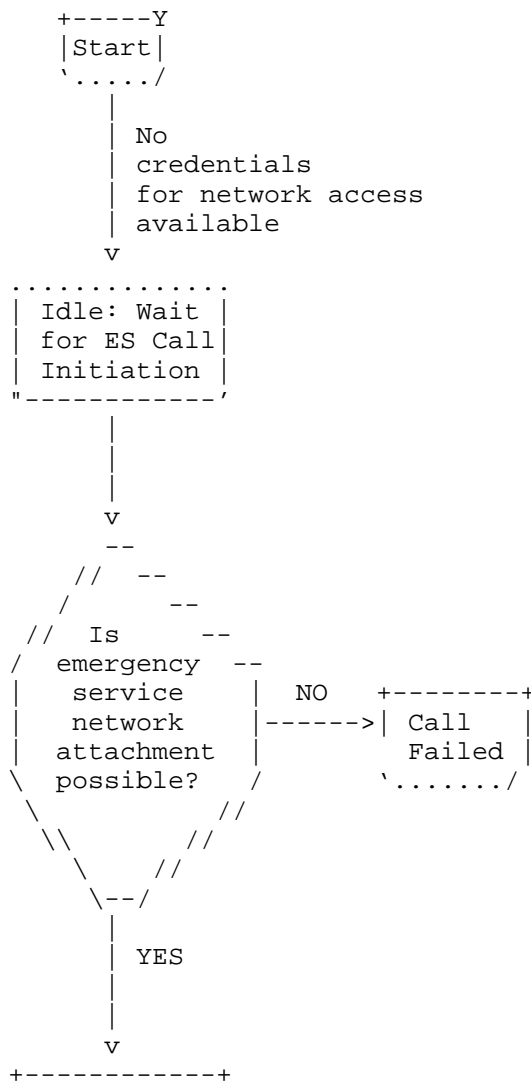 Start
No
credentials
for network access
available
Idle: Wait
for ES Call
Initiation
Is
emergency
service
network
attachment
possible?
NO
Call
Failed
YES